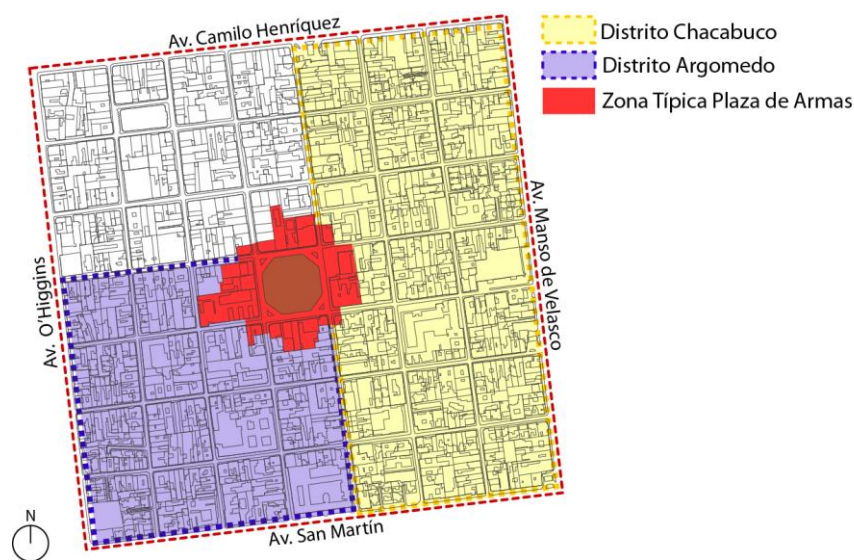 Av. Camilo Henríquez
Distrito Chacabuco
Distrito Argomedo
Zona Típica Plaza de Armas
Av. Manso de Velasco
Av. O'Higgins
Av. San Martín
N